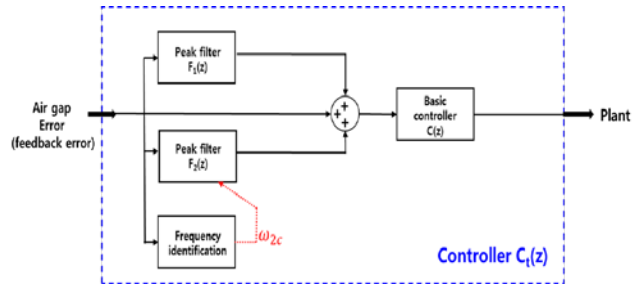 Peak filter
F₁(z)
Air gap
Error
(feedback error)
+
+ +
Basic
controller
C(z)
Plant
Peak filter
F₂(z)
ω₂c
Frequency
identification
Controller Cₜ(z)